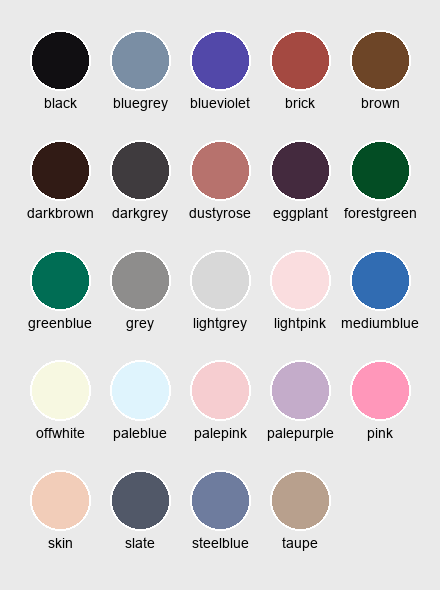 black bluegrey blueviolet brick brown
darkbrown darkgrey dustyrose eggplant forestgreen
greenblue grey lightgrey lightpink mediumblue
offwhite paleblue palepink palepurple pink
skin slate steelblue taupe